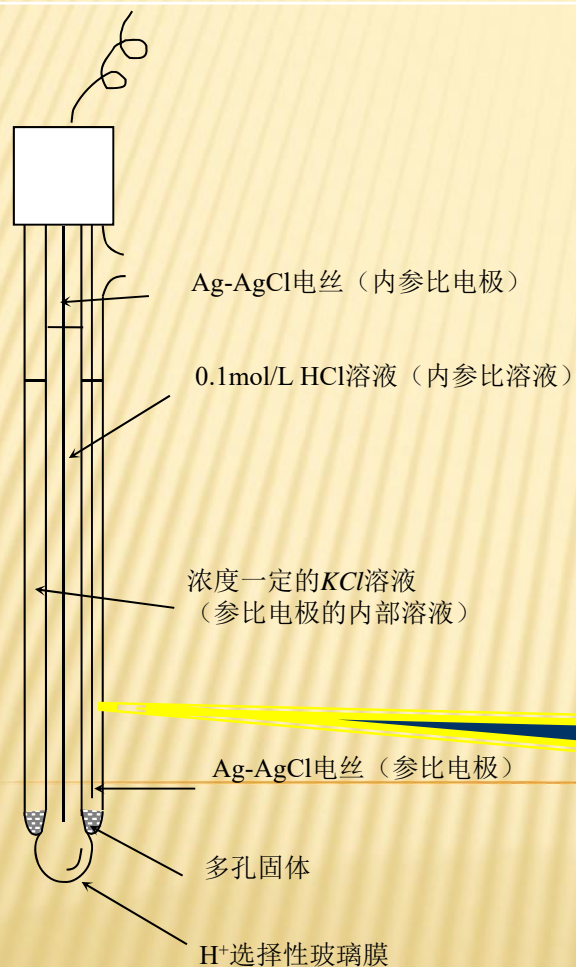 Ag-AgCl电丝（内参比电极）
0.1mol/L HCl溶液（内参比溶液）
浓度一定的KCl溶液
（参比电极的内部溶液）
Ag-AgCl电丝（参比电极）
多孔固体
H⁺选择性玻璃膜